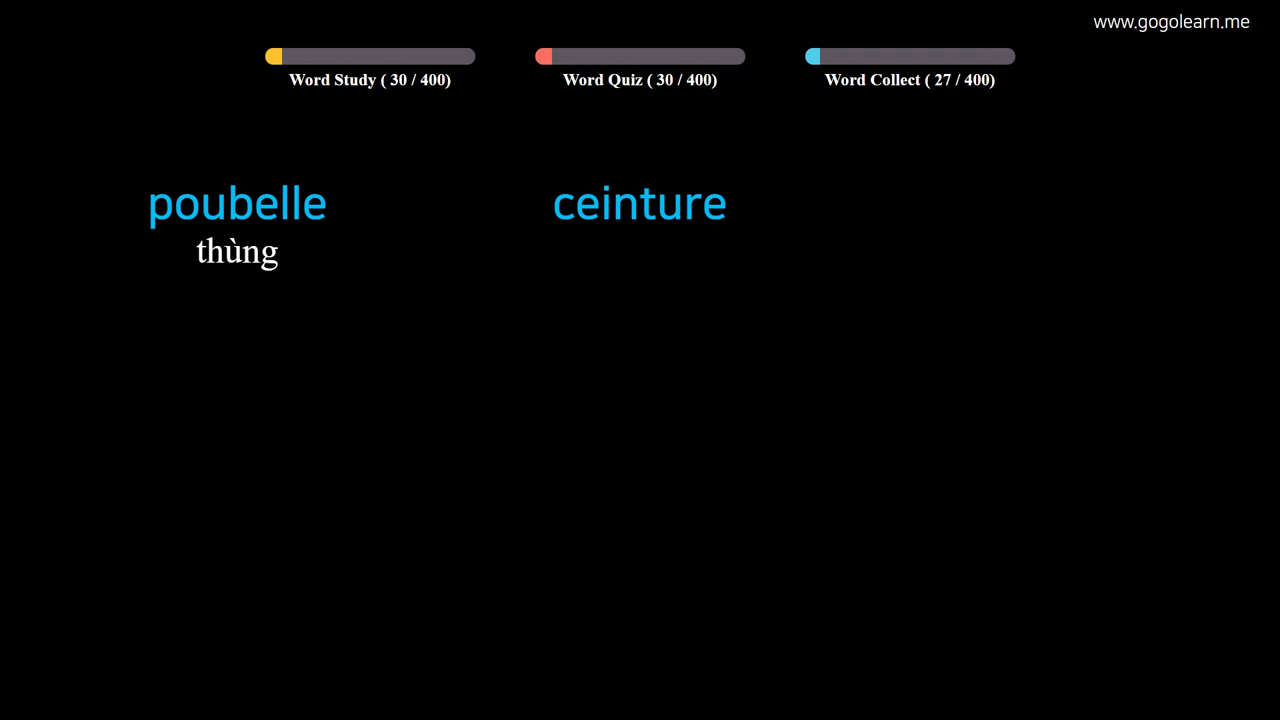 www.gogolearn.me
Word Study ( 30 / 400)
Word Quiz ( 30 / 400)
Word Collect ( 27 / 400)
poubelle
thùng
ceinture